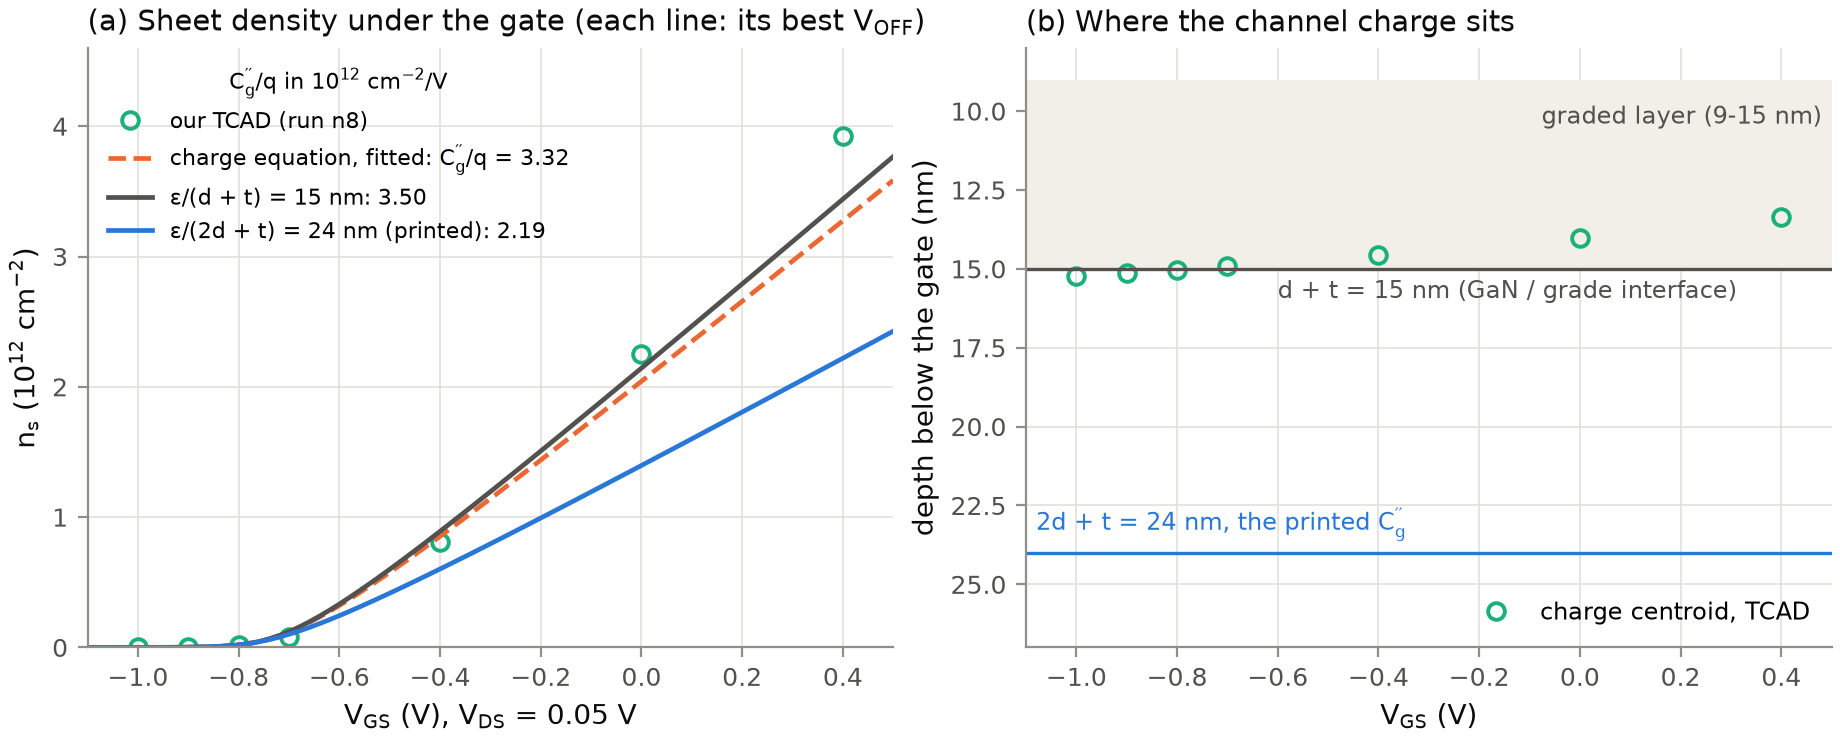 (a) Sheet density under the gate (each line: its best V_OFF)
C_g″/q in 10¹² cm⁻²/V
our TCAD (run n8)
charge equation, fitted: C_g″/q = 3.32
ε/(d + t) = 15 nm: 3.50
ε/(2d + t) = 24 nm (printed): 2.19
nₛ (10¹² cm⁻²)
4
3
2
1
0
−1.0 −0.8 −0.6 −0.4 −0.2 0.0 0.2 0.4
V_GS (V), V_DS = 0.05 V
(b) Where the channel charge sits
depth below the gate (nm)
10.0
12.5
15.0
17.5
20.0
22.5
25.0
graded layer (9-15 nm)
d + t = 15 nm (GaN / grade interface)
2d + t = 24 nm, the printed C_g″
charge centroid, TCAD
−1.0 −0.8 −0.6 −0.4 −0.2 0.0 0.2 0.4
V_GS (V)